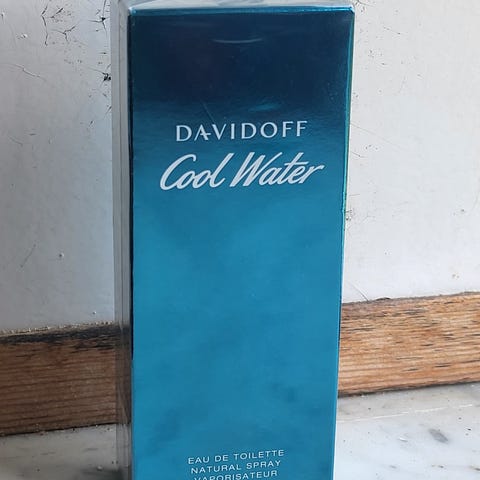 DAVIDOFF
Cool Water
EAU DE TOILETTE
NATURAL SPRAY
VAPORISATEUR